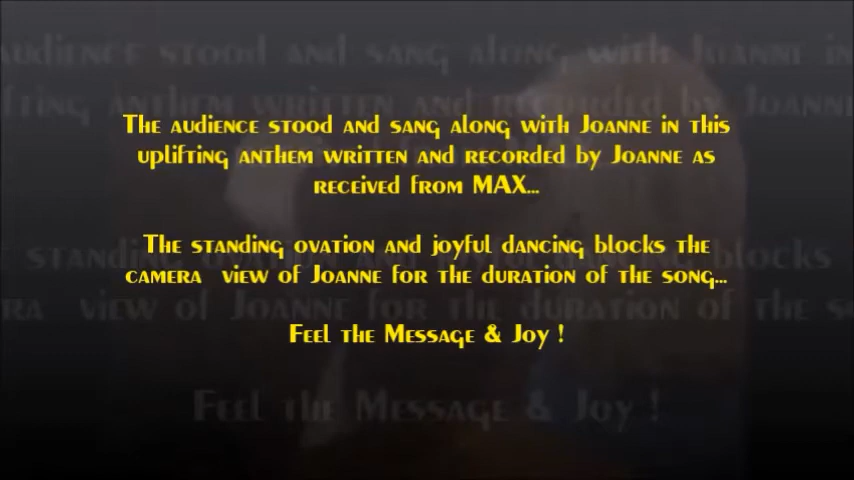 The audience stood and sang along with Joanne in this
uplifting anthem written and recorded by Joanne as
received from MAX...
The standing ovation and joyful dancing blocks the
camera view of Joanne for the duration of the song...
Feel the Message & Joy !